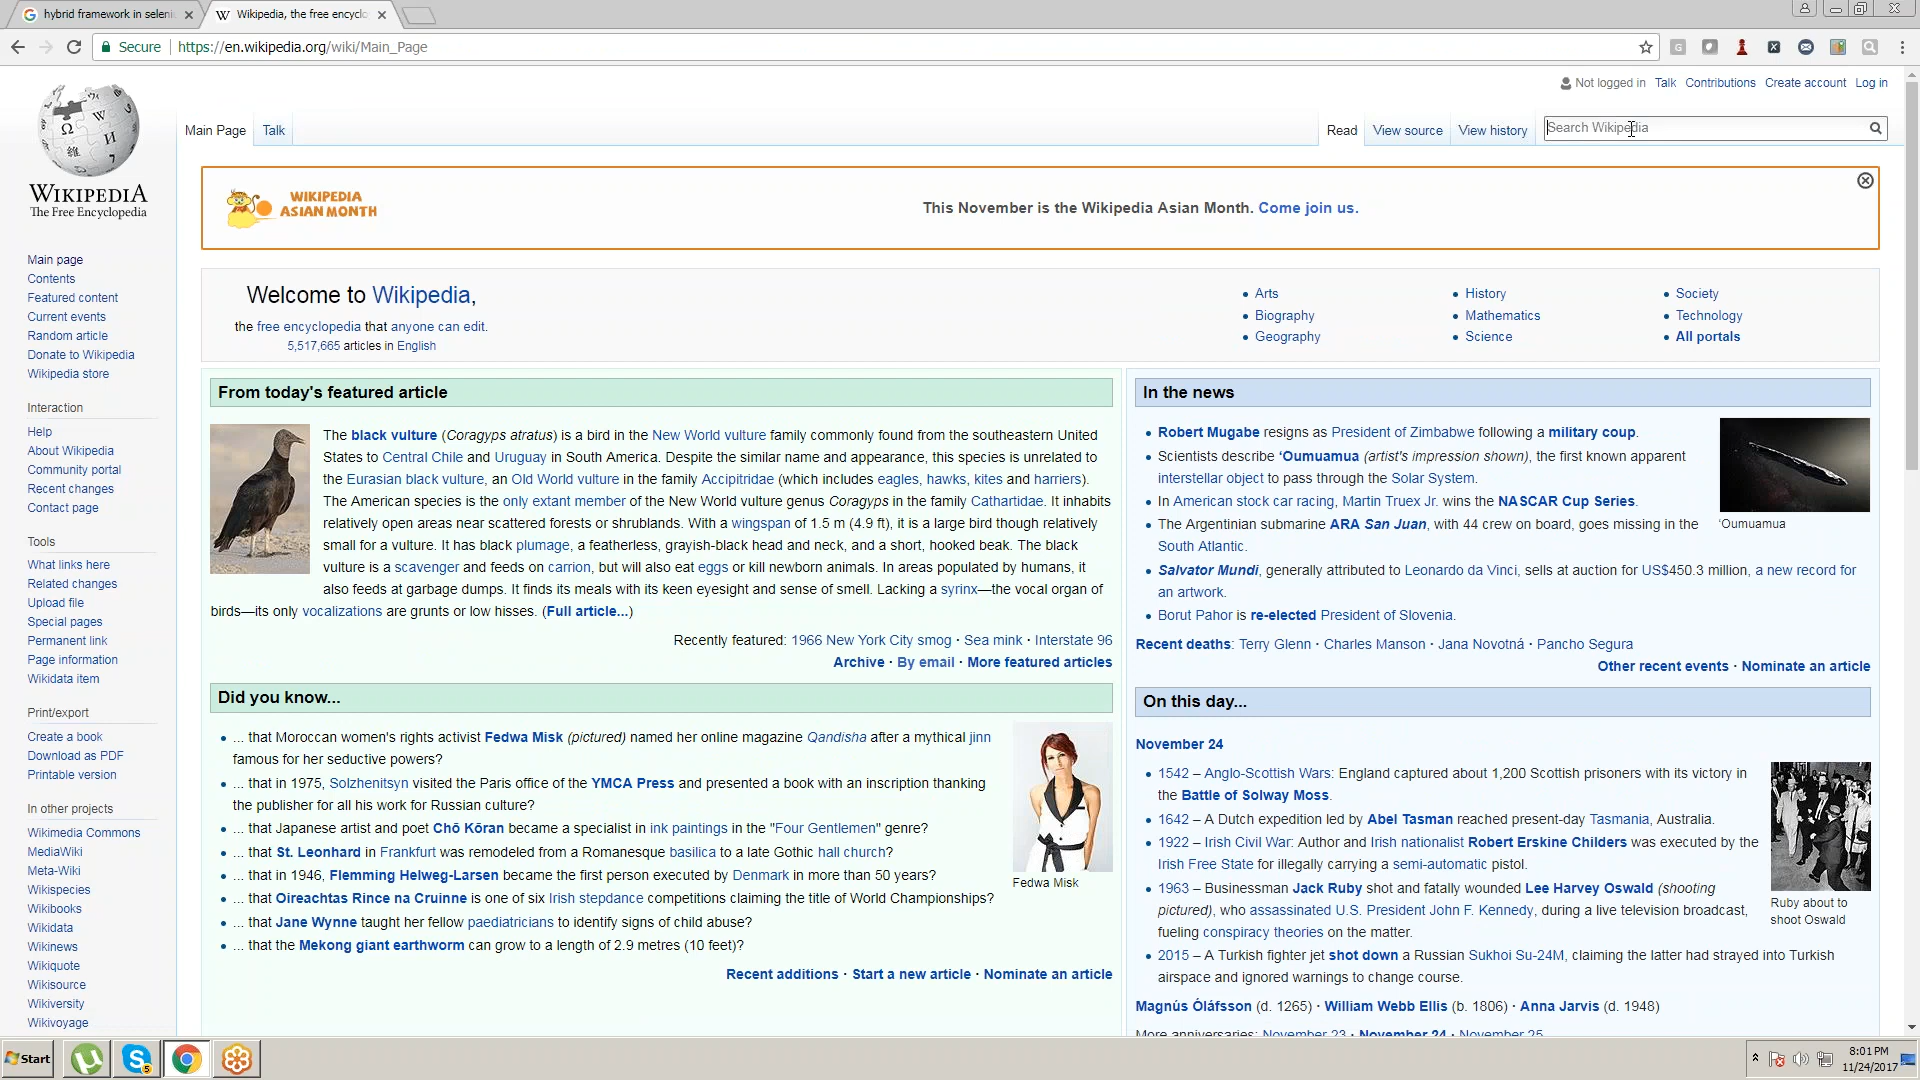 hybrid framework in seleni
Wikipedia, the free encyclo
Secure
https://en.wikipedia.org/wiki/Main_Page
Not logged in Talk Contributions Create account Log in
Main Page Talk Read View source View history Search Wikipedia
WIKIPEDIA
The Free Encyclopedia
Main page
Contents
Featured content
Current events
Random article
Donate to Wikipedia
Wikipedia store
Interaction
Help
About Wikipedia
Community portal
Recent changes
Contact page
Tools
What links here
Related changes
Upload file
Special pages
Permanent link
Page information
Wikidata item
Print/export
Create a book
Download as PDF
Printable version
In other projects
Wikimedia Commons
MediaWiki
Meta-Wiki
Wikispecies
Wikibooks
Wikidata
Wikinews
Wikiquote
Wikisource
Wikiversity
Wikivoyage
WIKIPEDIA
ASIAN MONTH
This November is the Wikipedia Asian Month. Come join us.
Welcome to Wikipedia,
the free encyclopedia that anyone can edit.
5,517,665 articles in English
• Arts
• Biography
• Geography
• History
• Mathematics
• Science
• Society
• Technology
• All portals
From today's featured article
The black vulture (Coragyps atratus) is a bird in the New World vulture family commonly found from the southeastern United
States to Central Chile and Uruguay in South America. Despite the similar name and appearance, this species is unrelated to
the Eurasian black vulture, an Old World vulture in the family Accipitridae (which includes eagles, hawks, kites and harriers).
The American species is the only extant member of the New World vulture genus Coragyps in the family Cathartidae. It inhabits
relatively open areas near scattered forests or shrublands. With a wingspan of 1.5 m (4.9 ft), it is a large bird though relatively
small for a vulture. It has black plumage, a featherless, grayish-black head and neck, and a short, hooked beak. The black
vulture is a scavenger and feeds on carrion, but will also eat eggs or kill newborn animals. In areas populated by humans, it
also feeds at garbage dumps. It finds its meals with its keen eyesight and sense of smell. Lacking a syrinx—the vocal organ of
birds—its only vocalizations are grunts or low hisses. (Full article...)
Recently featured: 1966 New York City smog · Sea mink · Interstate 96
Archive · By email · More featured articles
Did you know...
• ... that Moroccan women's rights activist Fedwa Misk (pictured) named her online magazine Qandisha after a mythical jinn
famous for her seductive powers?
• ... that in 1975, Solzhenitsyn visited the Paris office of the YMCA Press and presented a book with an inscription thanking
the publisher for all his work for Russian culture?
• ... that Japanese artist and poet Chō Kōran became a specialist in ink paintings in the "Four Gentlemen" genre?
• ... that St. Leonhard in Frankfurt was remodeled from a Romanesque basilica to a late Gothic hall church?
• ... that in 1946, Flemming Helweg-Larsen became the first person executed by Denmark in more than 50 years?
• ... that Oireachtas Rince na Cruinne is one of six Irish stepdance competitions claiming the title of World Championships?
• ... that Jane Wynne taught her fellow paediatricians to identify signs of child abuse?
• ... that the Mekong giant earthworm can grow to a length of 2.9 metres (10 feet)?
Fedwa Misk
Recent additions · Start a new article · Nominate an article
In the news
• Robert Mugabe resigns as President of Zimbabwe following a military coup.
• Scientists describe ʻOumuamua (artist's impression shown), the first known apparent
interstellar object to pass through the Solar System.
• In American stock car racing, Martin Truex Jr. wins the NASCAR Cup Series.
• The Argentinian submarine ARA San Juan, with 44 crew on board, goes missing in the
South Atlantic.
• Salvator Mundi, generally attributed to Leonardo da Vinci, sells at auction for US$450.3 million, a new record for
an artwork.
• Borut Pahor is re-elected President of Slovenia.
ʻOumuamua
Recent deaths: Terry Glenn · Charles Manson · Jana Novotná · Pancho Segura
Other recent events · Nominate an article
On this day...
November 24
• 1542 – Anglo-Scottish Wars: England captured about 1,200 Scottish prisoners with its victory in
the Battle of Solway Moss.
• 1642 – A Dutch expedition led by Abel Tasman reached present-day Tasmania, Australia.
• 1922 – Irish Civil War: Author and Irish nationalist Robert Erskine Childers was executed by the
Irish Free State for illegally carrying a semi-automatic pistol.
• 1963 – Businessman Jack Ruby shot and fatally wounded Lee Harvey Oswald (shooting
pictured), who assassinated U.S. President John F. Kennedy, during a live television broadcast,
fueling conspiracy theories on the matter.
• 2015 – A Turkish fighter jet shot down a Russian Sukhoi Su-24M, claiming the latter had strayed into Turkish
airspace and ignored warnings to change course.
Ruby about to
shoot Oswald
Magnús Óláfsson (d. 1265) · William Webb Ellis (b. 1806) · Anna Jarvis (d. 1948)
More anniversaries: November 23 · November 24 · November 25
Start
8:01 PM
11/24/2017